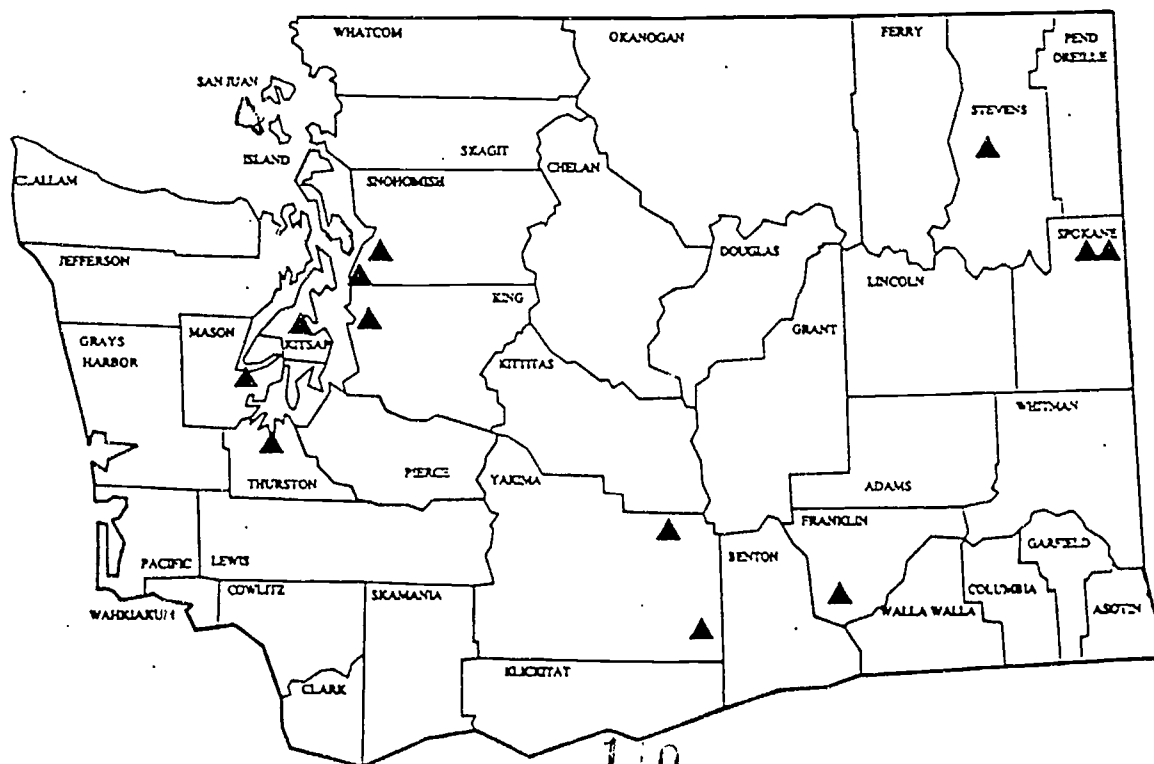 WHATCOM
OKANOGAN
FERRY
PEND
OREILLE
SAN JUAN
STEVENS
ISLAND
SKAGIT
CHELAN
CLALLAM
SNOHOMISH
SPOKANE
DOUGLAS
JEFFERSON
LINCOLN
KING
GRANT
MASON
GRAYS
HARBOR
KITSAP
KITTITAS
WHITMAN
PIERCE
YAKIMA
THURSTON
ADAMS
FRANKLIN
GARFIELD
BENTON
PACIFIC
LEWIS
COWLITZ
SKAMANIA
COLUMBIA
WAHKIAKUM
WALLA WALLA
ASOTIN
KLICKITAT
CLARK